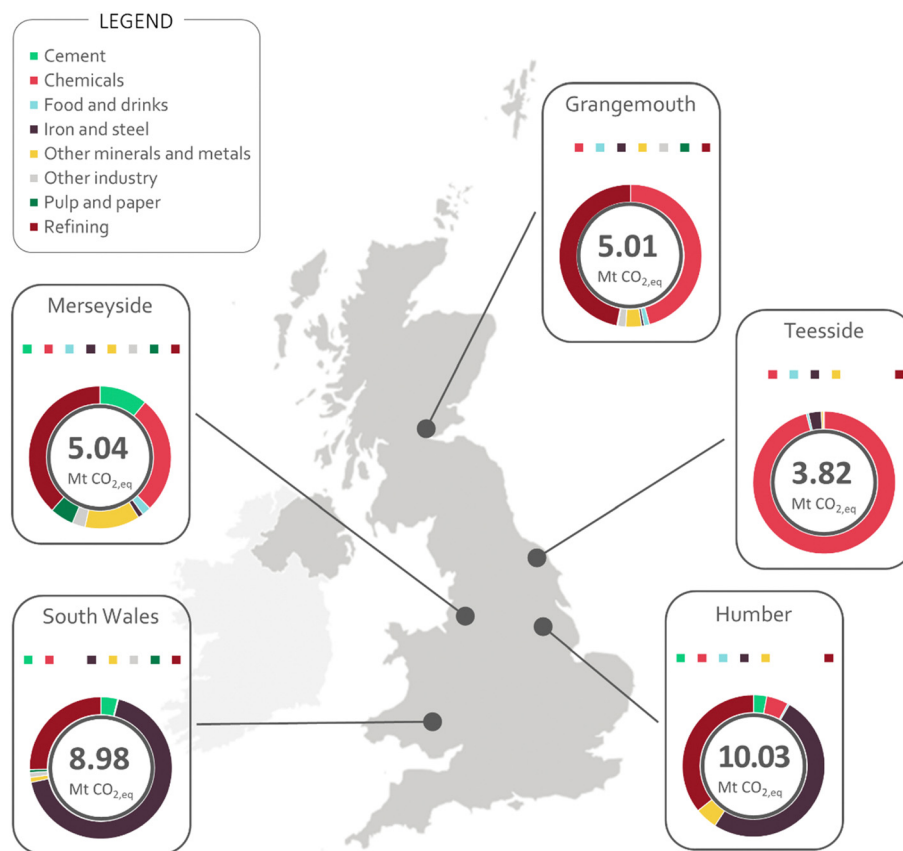 LEGEND
Cement
Chemicals
Food and drinks
Iron and steel
Other minerals and metals
Other industry
Pulp and paper
Refining
Grangemouth
5.01
Mt CO2,eq
Merseyside
5.04
Mt CO2,eq
Teesside
3.82
Mt CO2,eq
South Wales
8.98
Mt CO2,eq
Humber
10.03
Mt CO2,eq